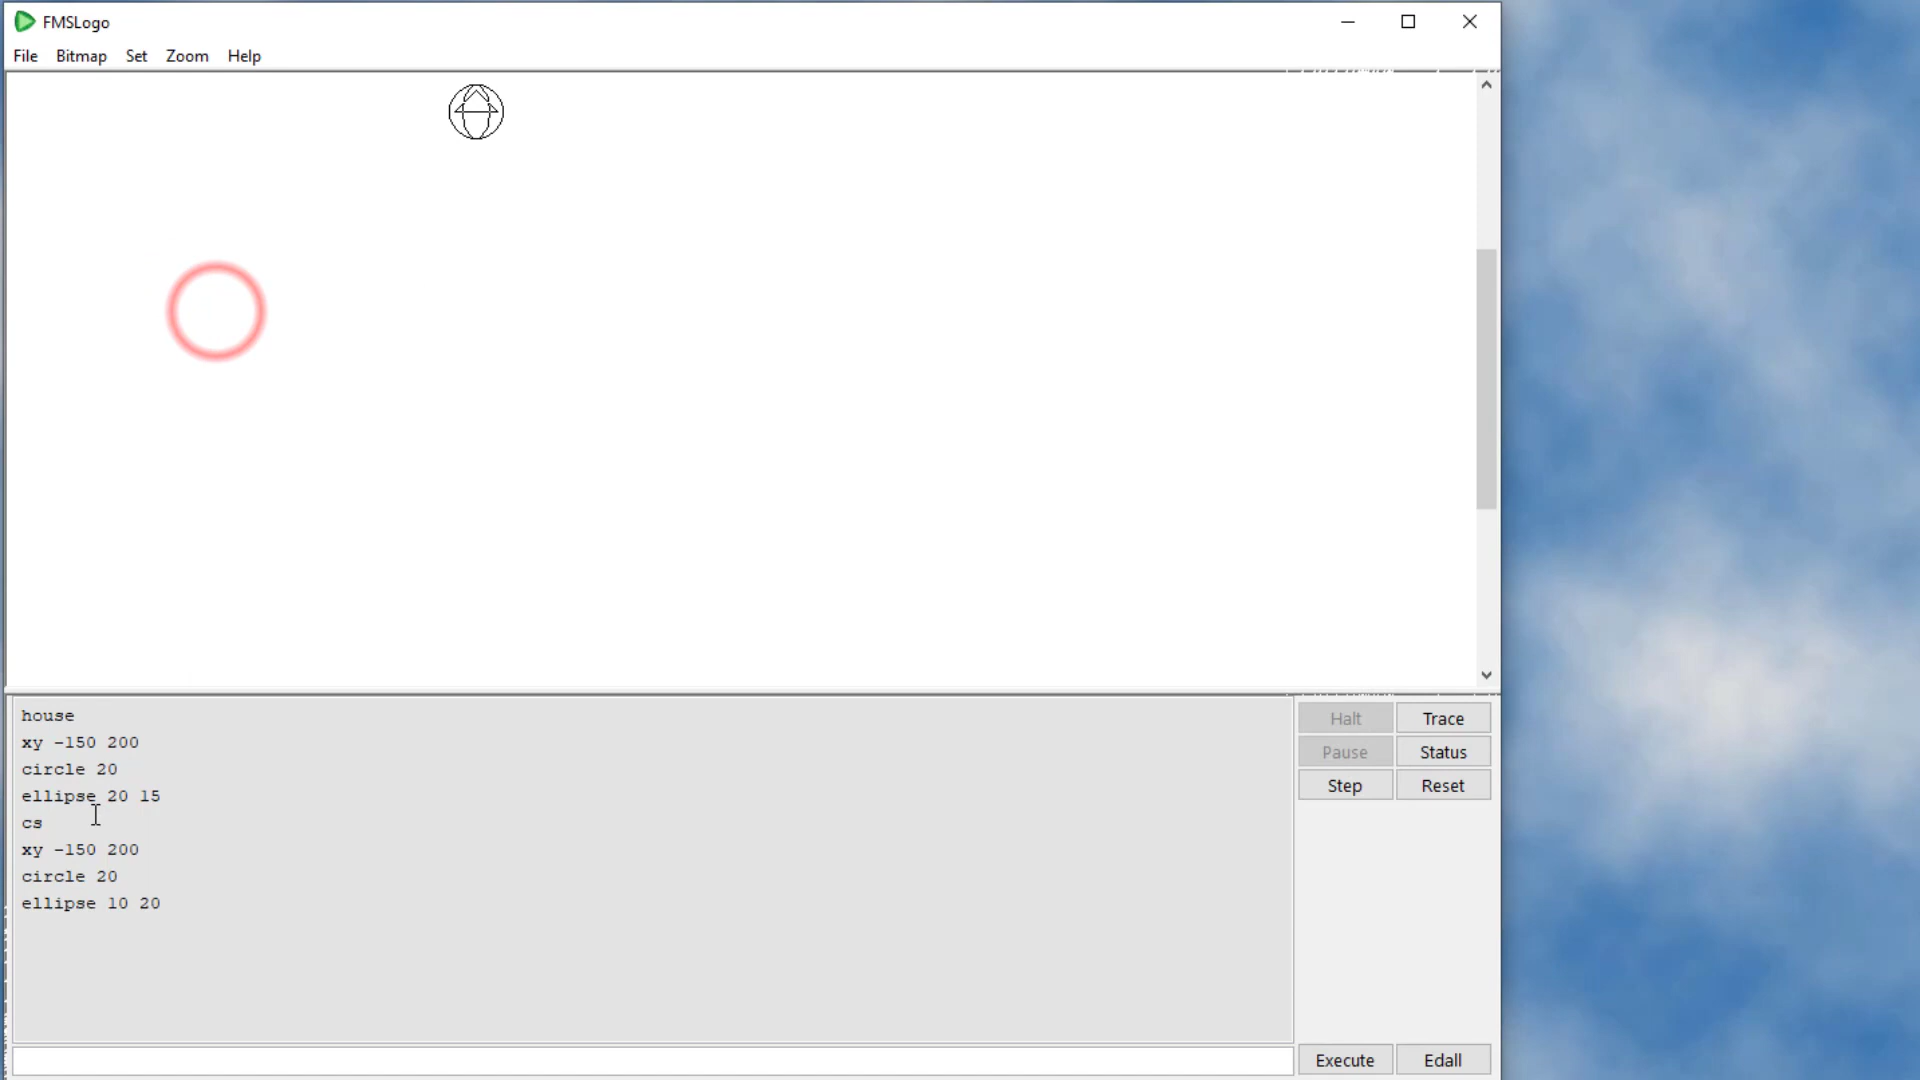 FMSLogo
File Bitmap Set Zoom Help
house
xy -150 200
circle 20
ellipse 20 15
cs
xy -150 200
circle 20
ellipse 10 20
Halt Trace
Pause Status
Step Reset
Execute Edall